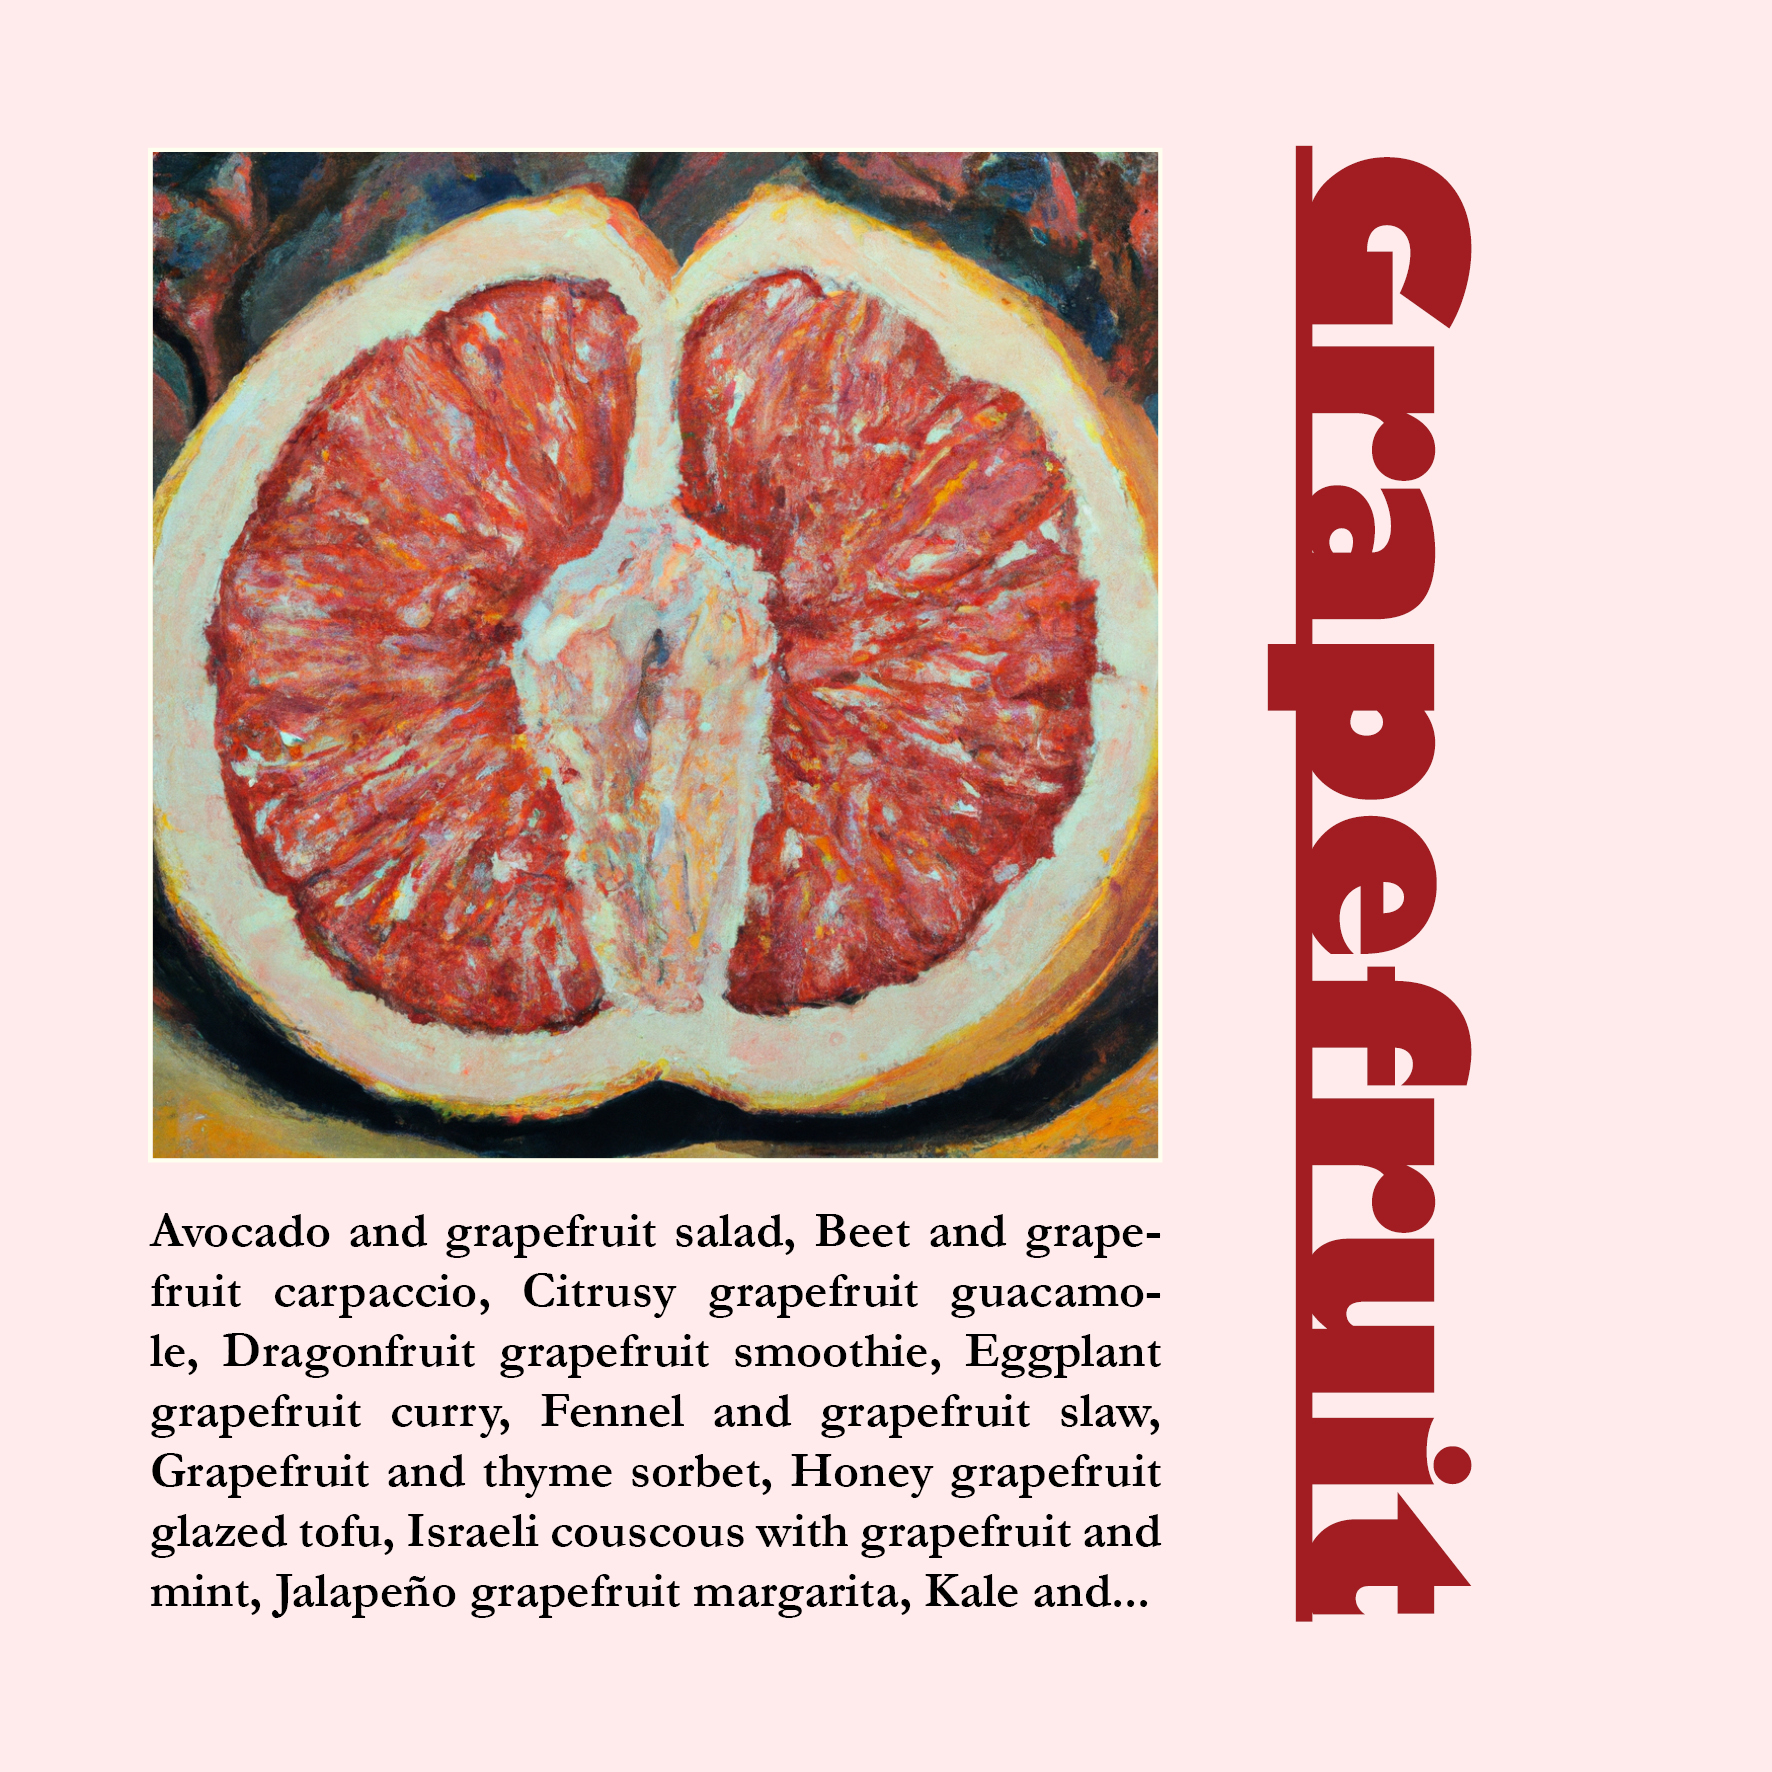 Avocado and grapefruit salad, Beet and grape-
fruit carpaccio, Citrusy grapefruit guacamo-
le, Dragonfruit grapefruit smoothie, Eggplant
grapefruit curry, Fennel and grapefruit slaw,
Grapefruit and thyme sorbet, Honey grapefruit
glazed tofu, Israeli couscous with grapefruit and
mint, Jalapeño grapefruit margarita, Kale and...
Grapefruit